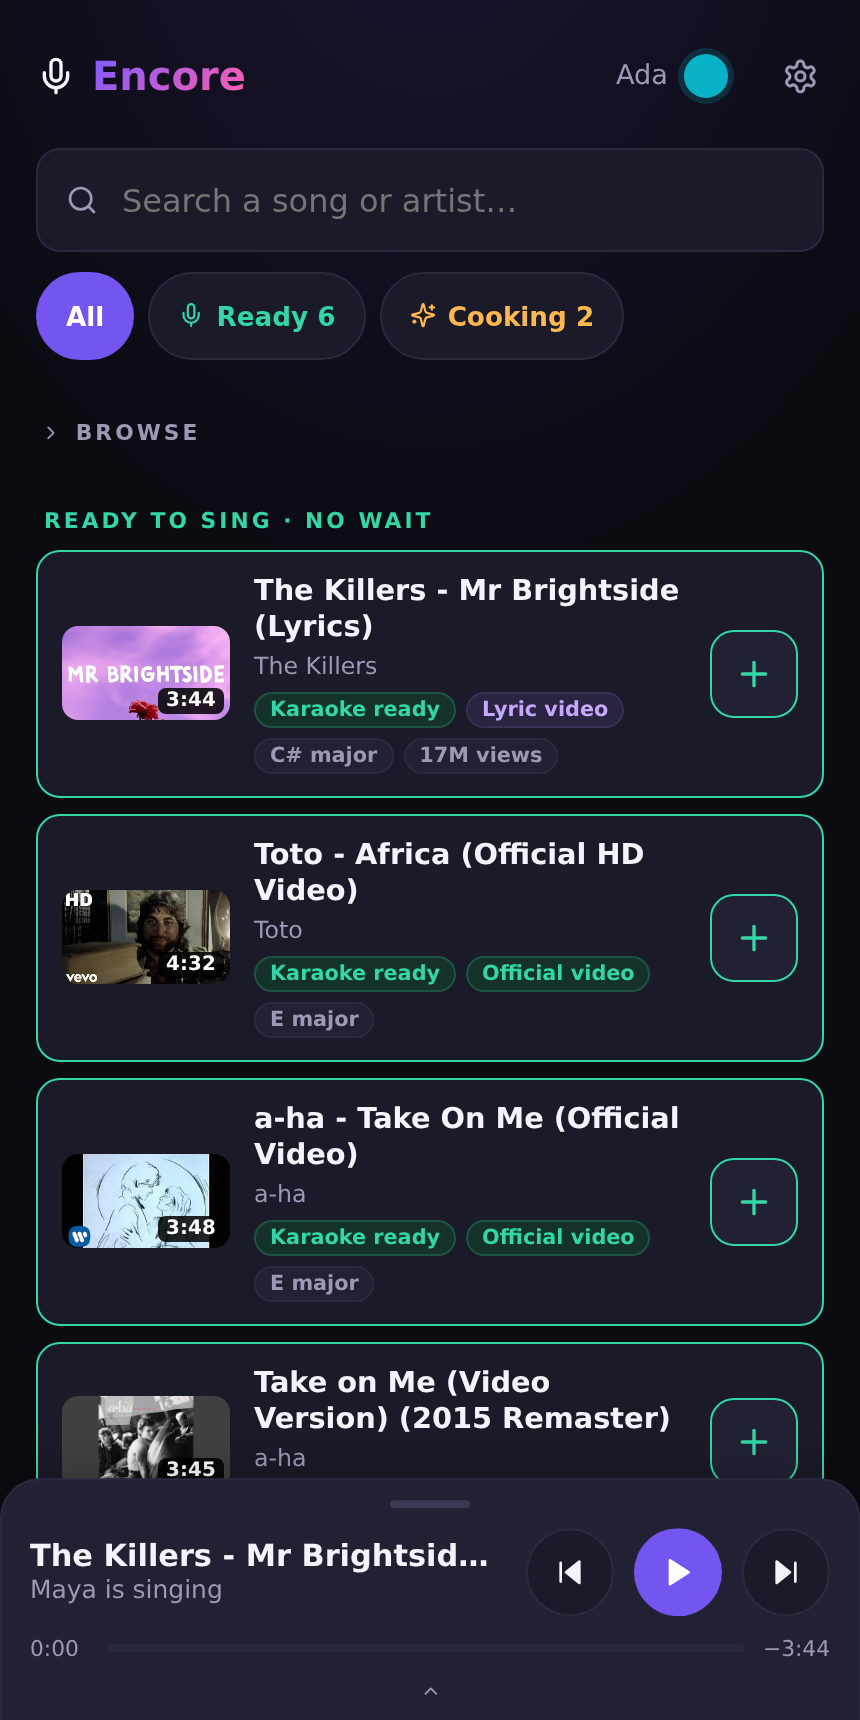 Encore
Ada
Search a song or artist...
All
Ready 6
Cooking 2
BROWSE
READY TO SING · NO WAIT
The Killers - Mr Brightside
(Lyrics)
The Killers
Karaoke ready
Lyric video
C# major
17M views
MR BRIGHTSIDE
3:44
Toto - Africa (Official HD
Video)
Toto
Karaoke ready
Official video
E major
HD
4:32
vevo
a-ha - Take On Me (Official
Video)
a-ha
Karaoke ready
Official video
E major
3:48
Take on Me (Video
Version) (2015 Remaster)
a-ha
a-ha
3:45
The Killers - Mr Brightsid...
Maya is singing
0:00
−3:44